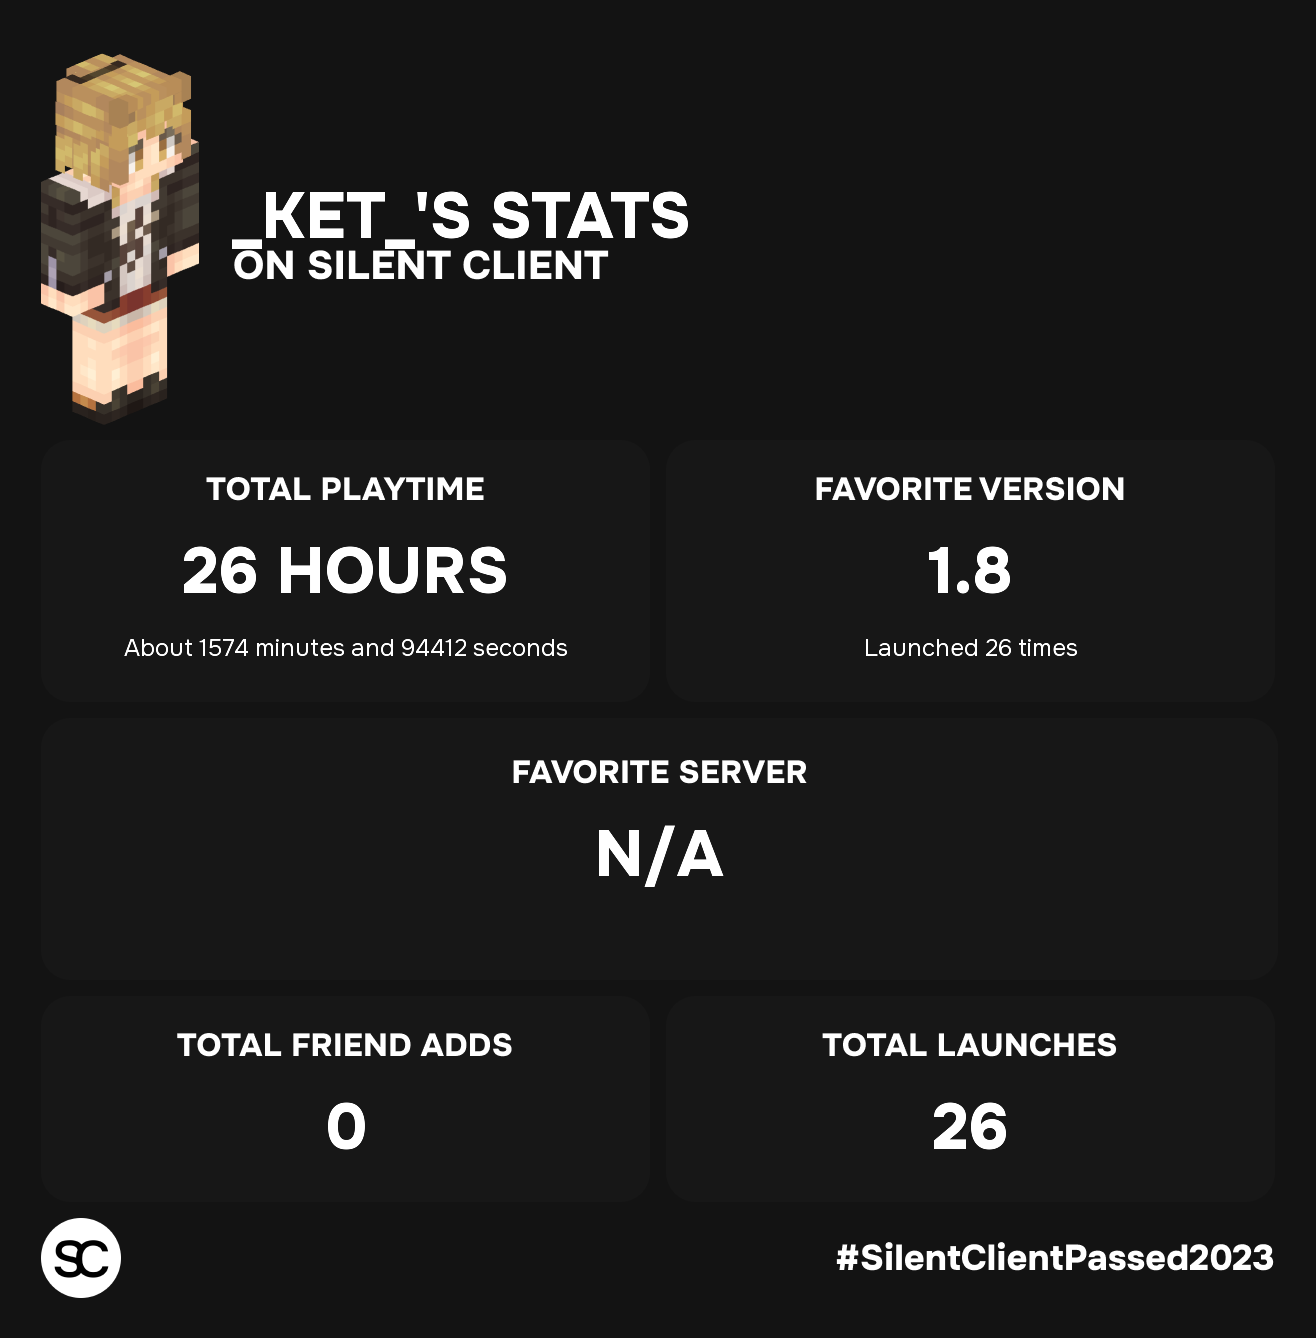 _KET_'S STATS
ON SILENT CLIENT
TOTAL PLAYTIME
26 HOURS
About 1574 minutes and 94412 seconds
FAVORITE VERSION
1.8
Launched 26 times
FAVORITE SERVER
N/A
TOTAL FRIEND ADDS
0
TOTAL LAUNCHES
26
SC
#SilentClientPassed2023